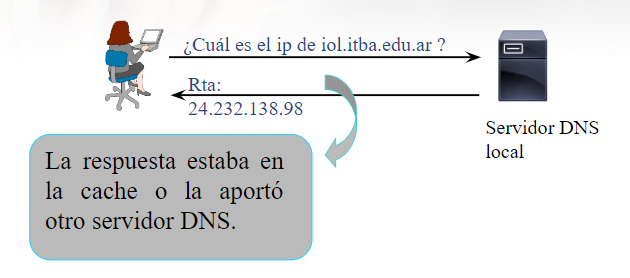 ¿Cuál es el ip de iol.itba.edu.ar ?
Rta:
24.232.138.98
Servidor DNS
local
La respuesta estaba en
la cache o la aportó
otro servidor DNS.